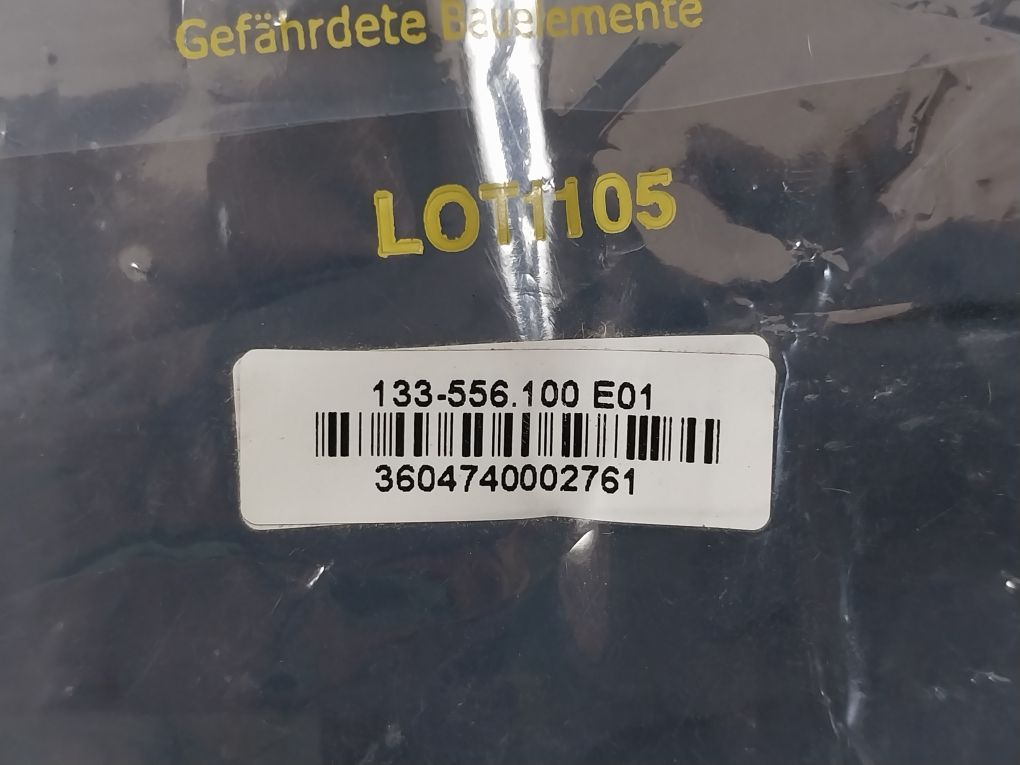 Gefährdete Bauelemente
LOT1105
133-556.100 E01
3604740002761